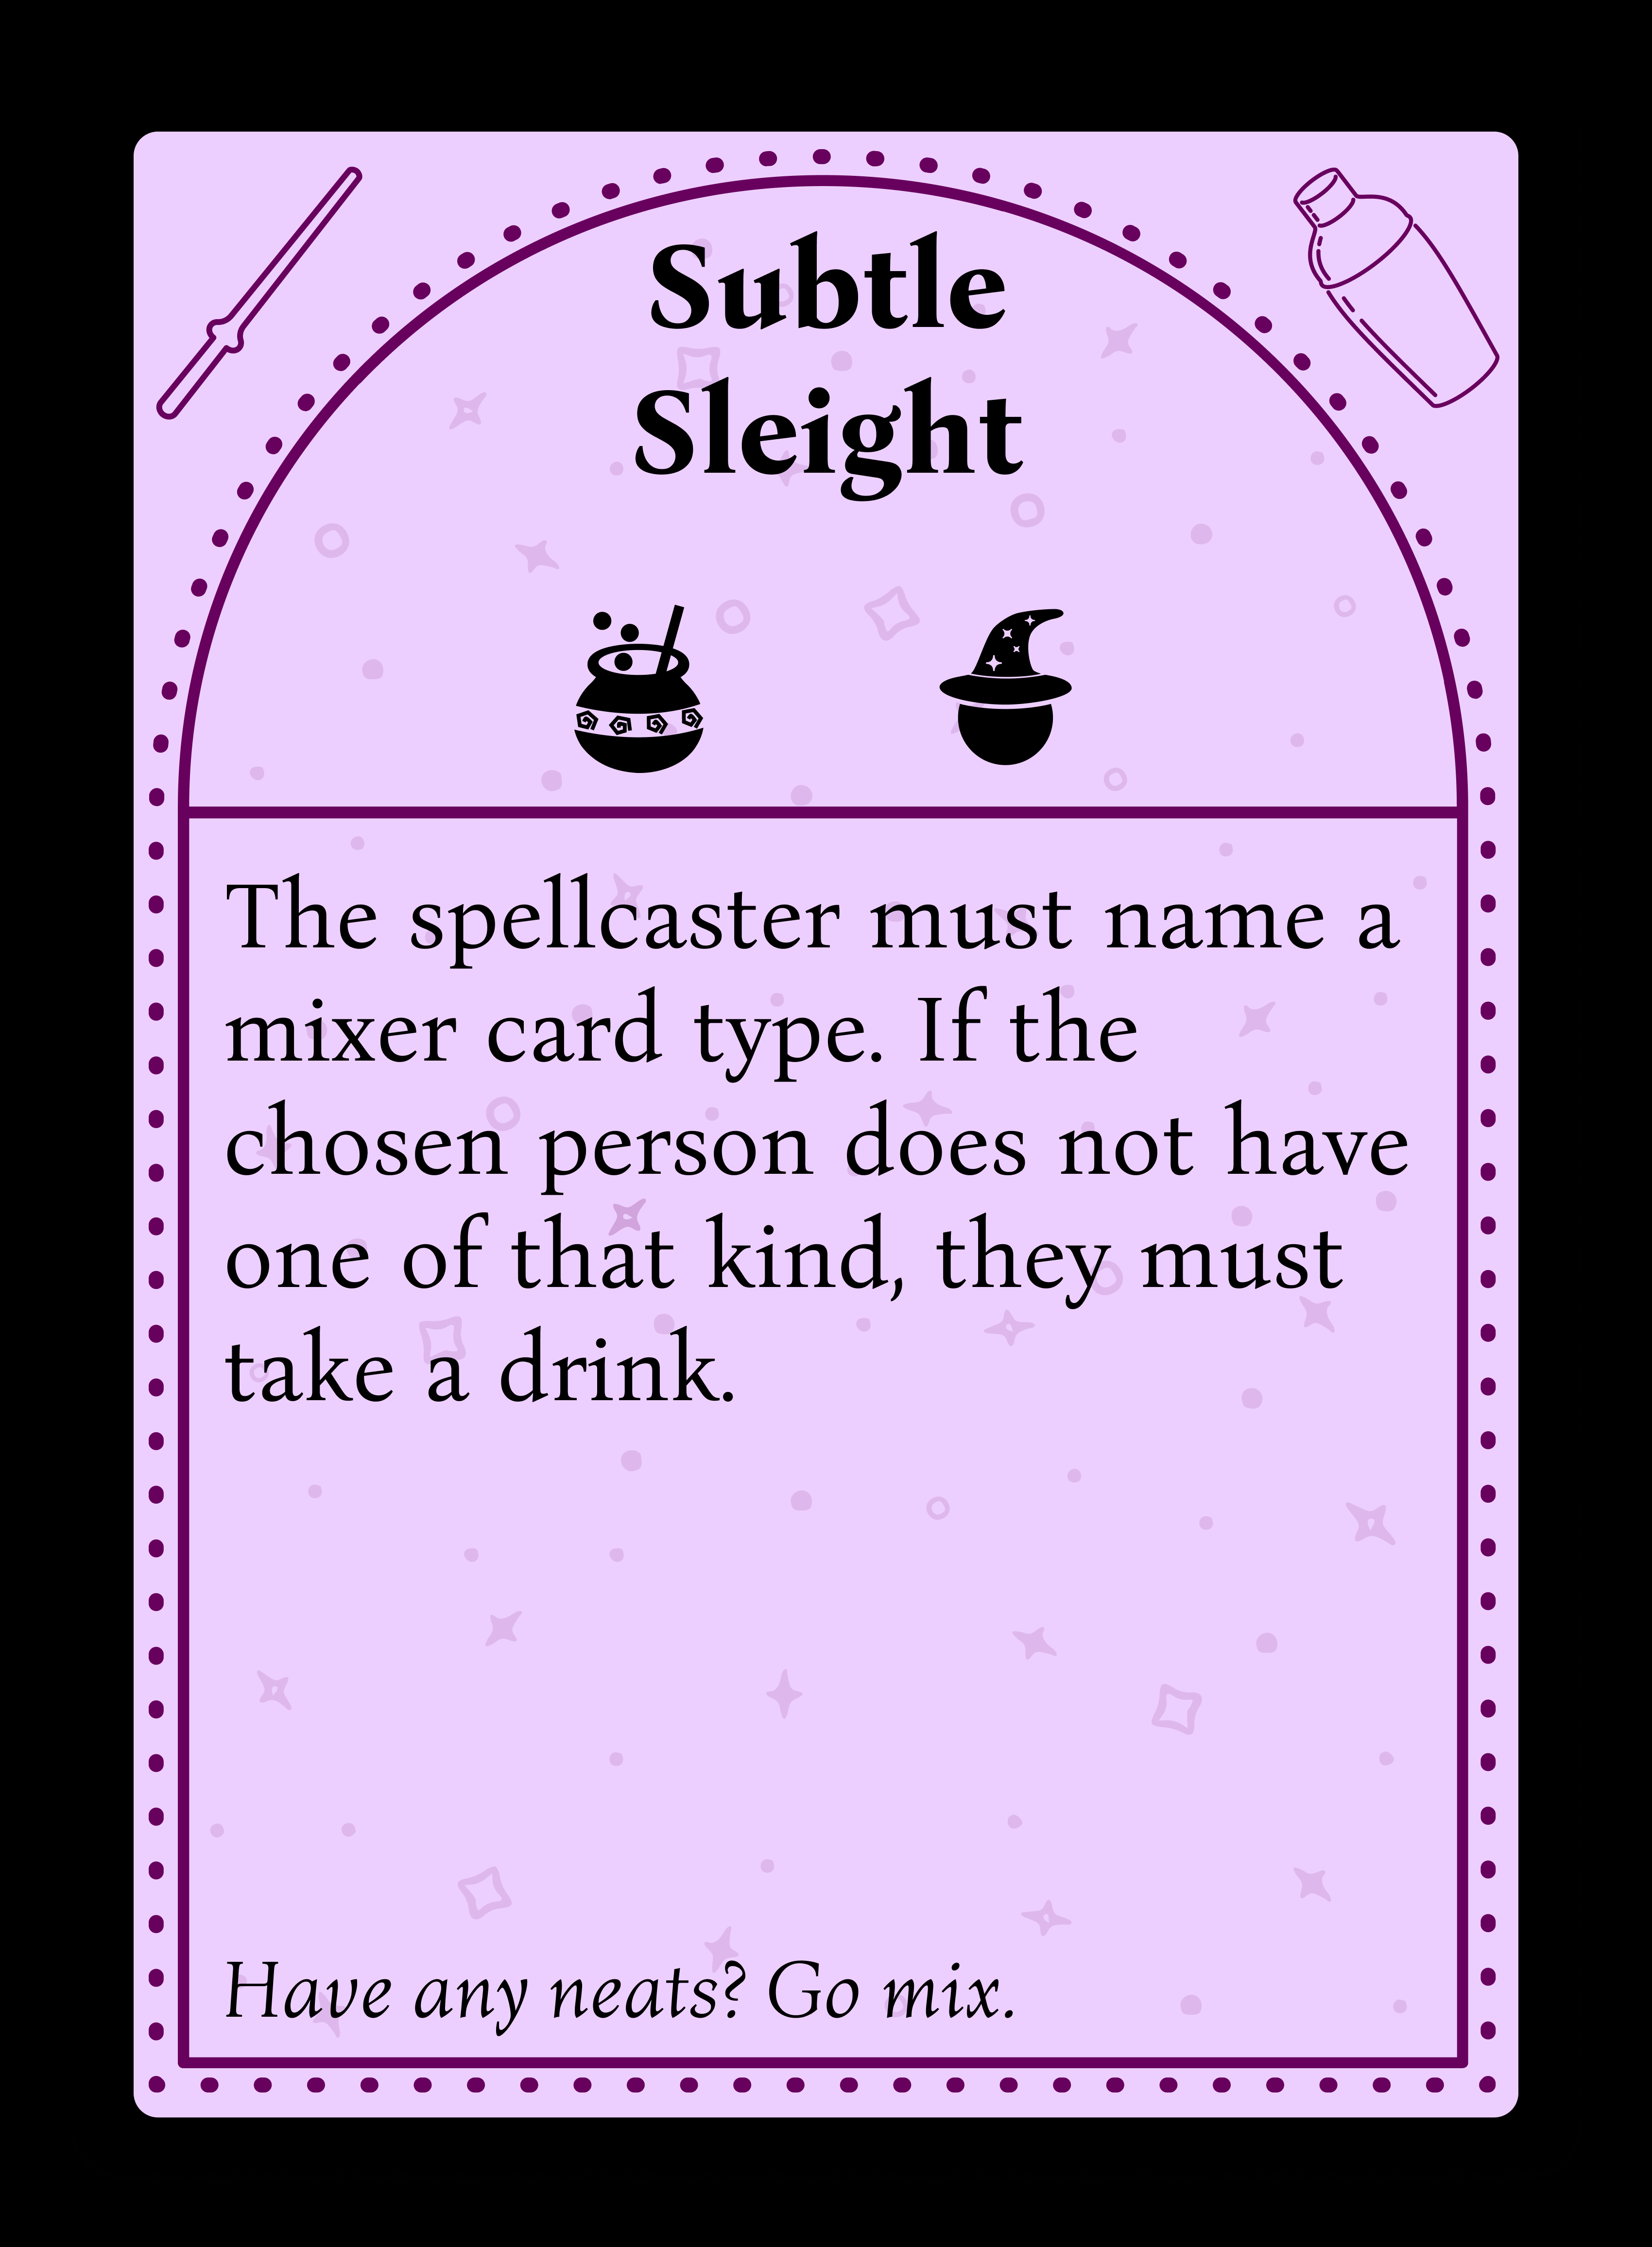 Subtle
Sleight
The spellcaster must name a
mixer card type. If the
chosen person does not have
one of that kind, they must
take a drink.
Have any neats? Go mix.